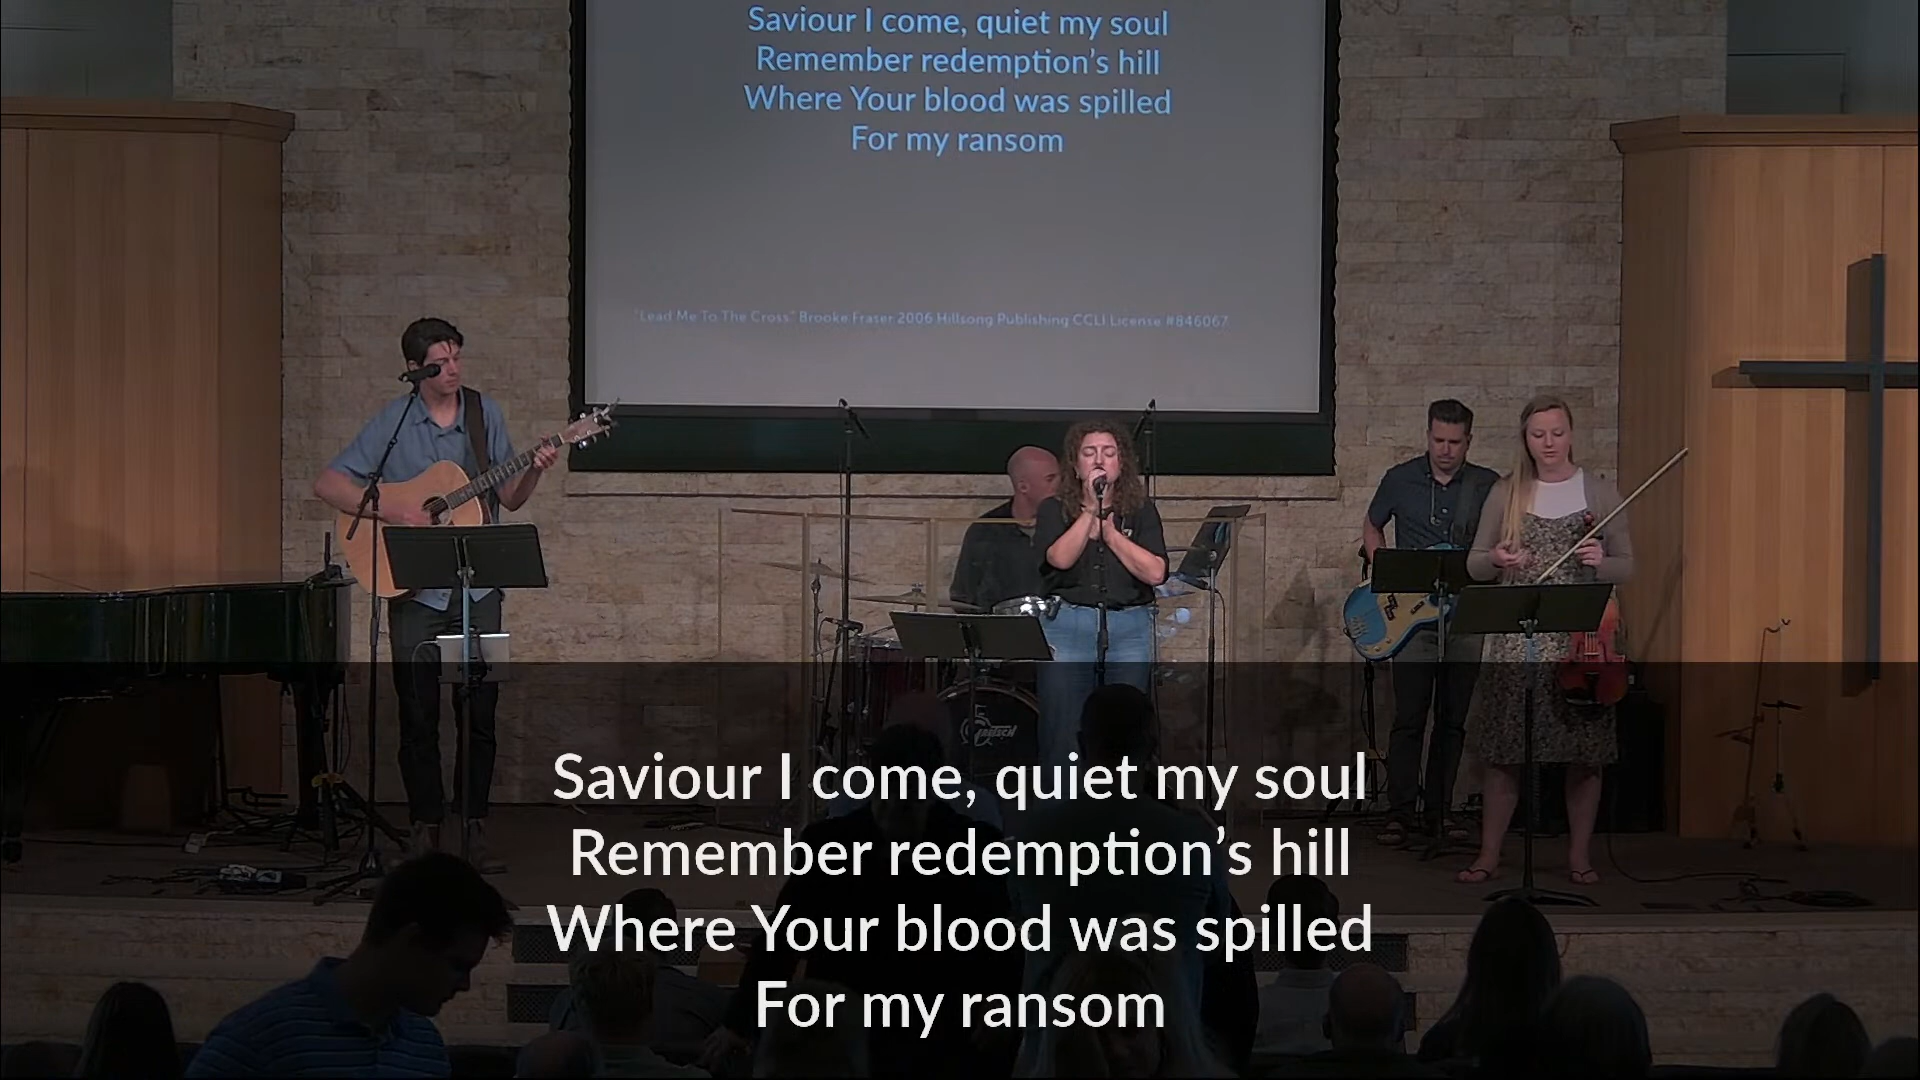 Saviour I come, quiet my soul
Remember redemption's hill
Where Your blood was spilled
For my ransom
"Lead Me To The Cross" Brooke Fraser 2006 Hillsong Publishing CCLI License #846067
GRETSCH
Saviour I come, quiet my soul
Remember redemption's hill
Where Your blood was spilled
For my ransom